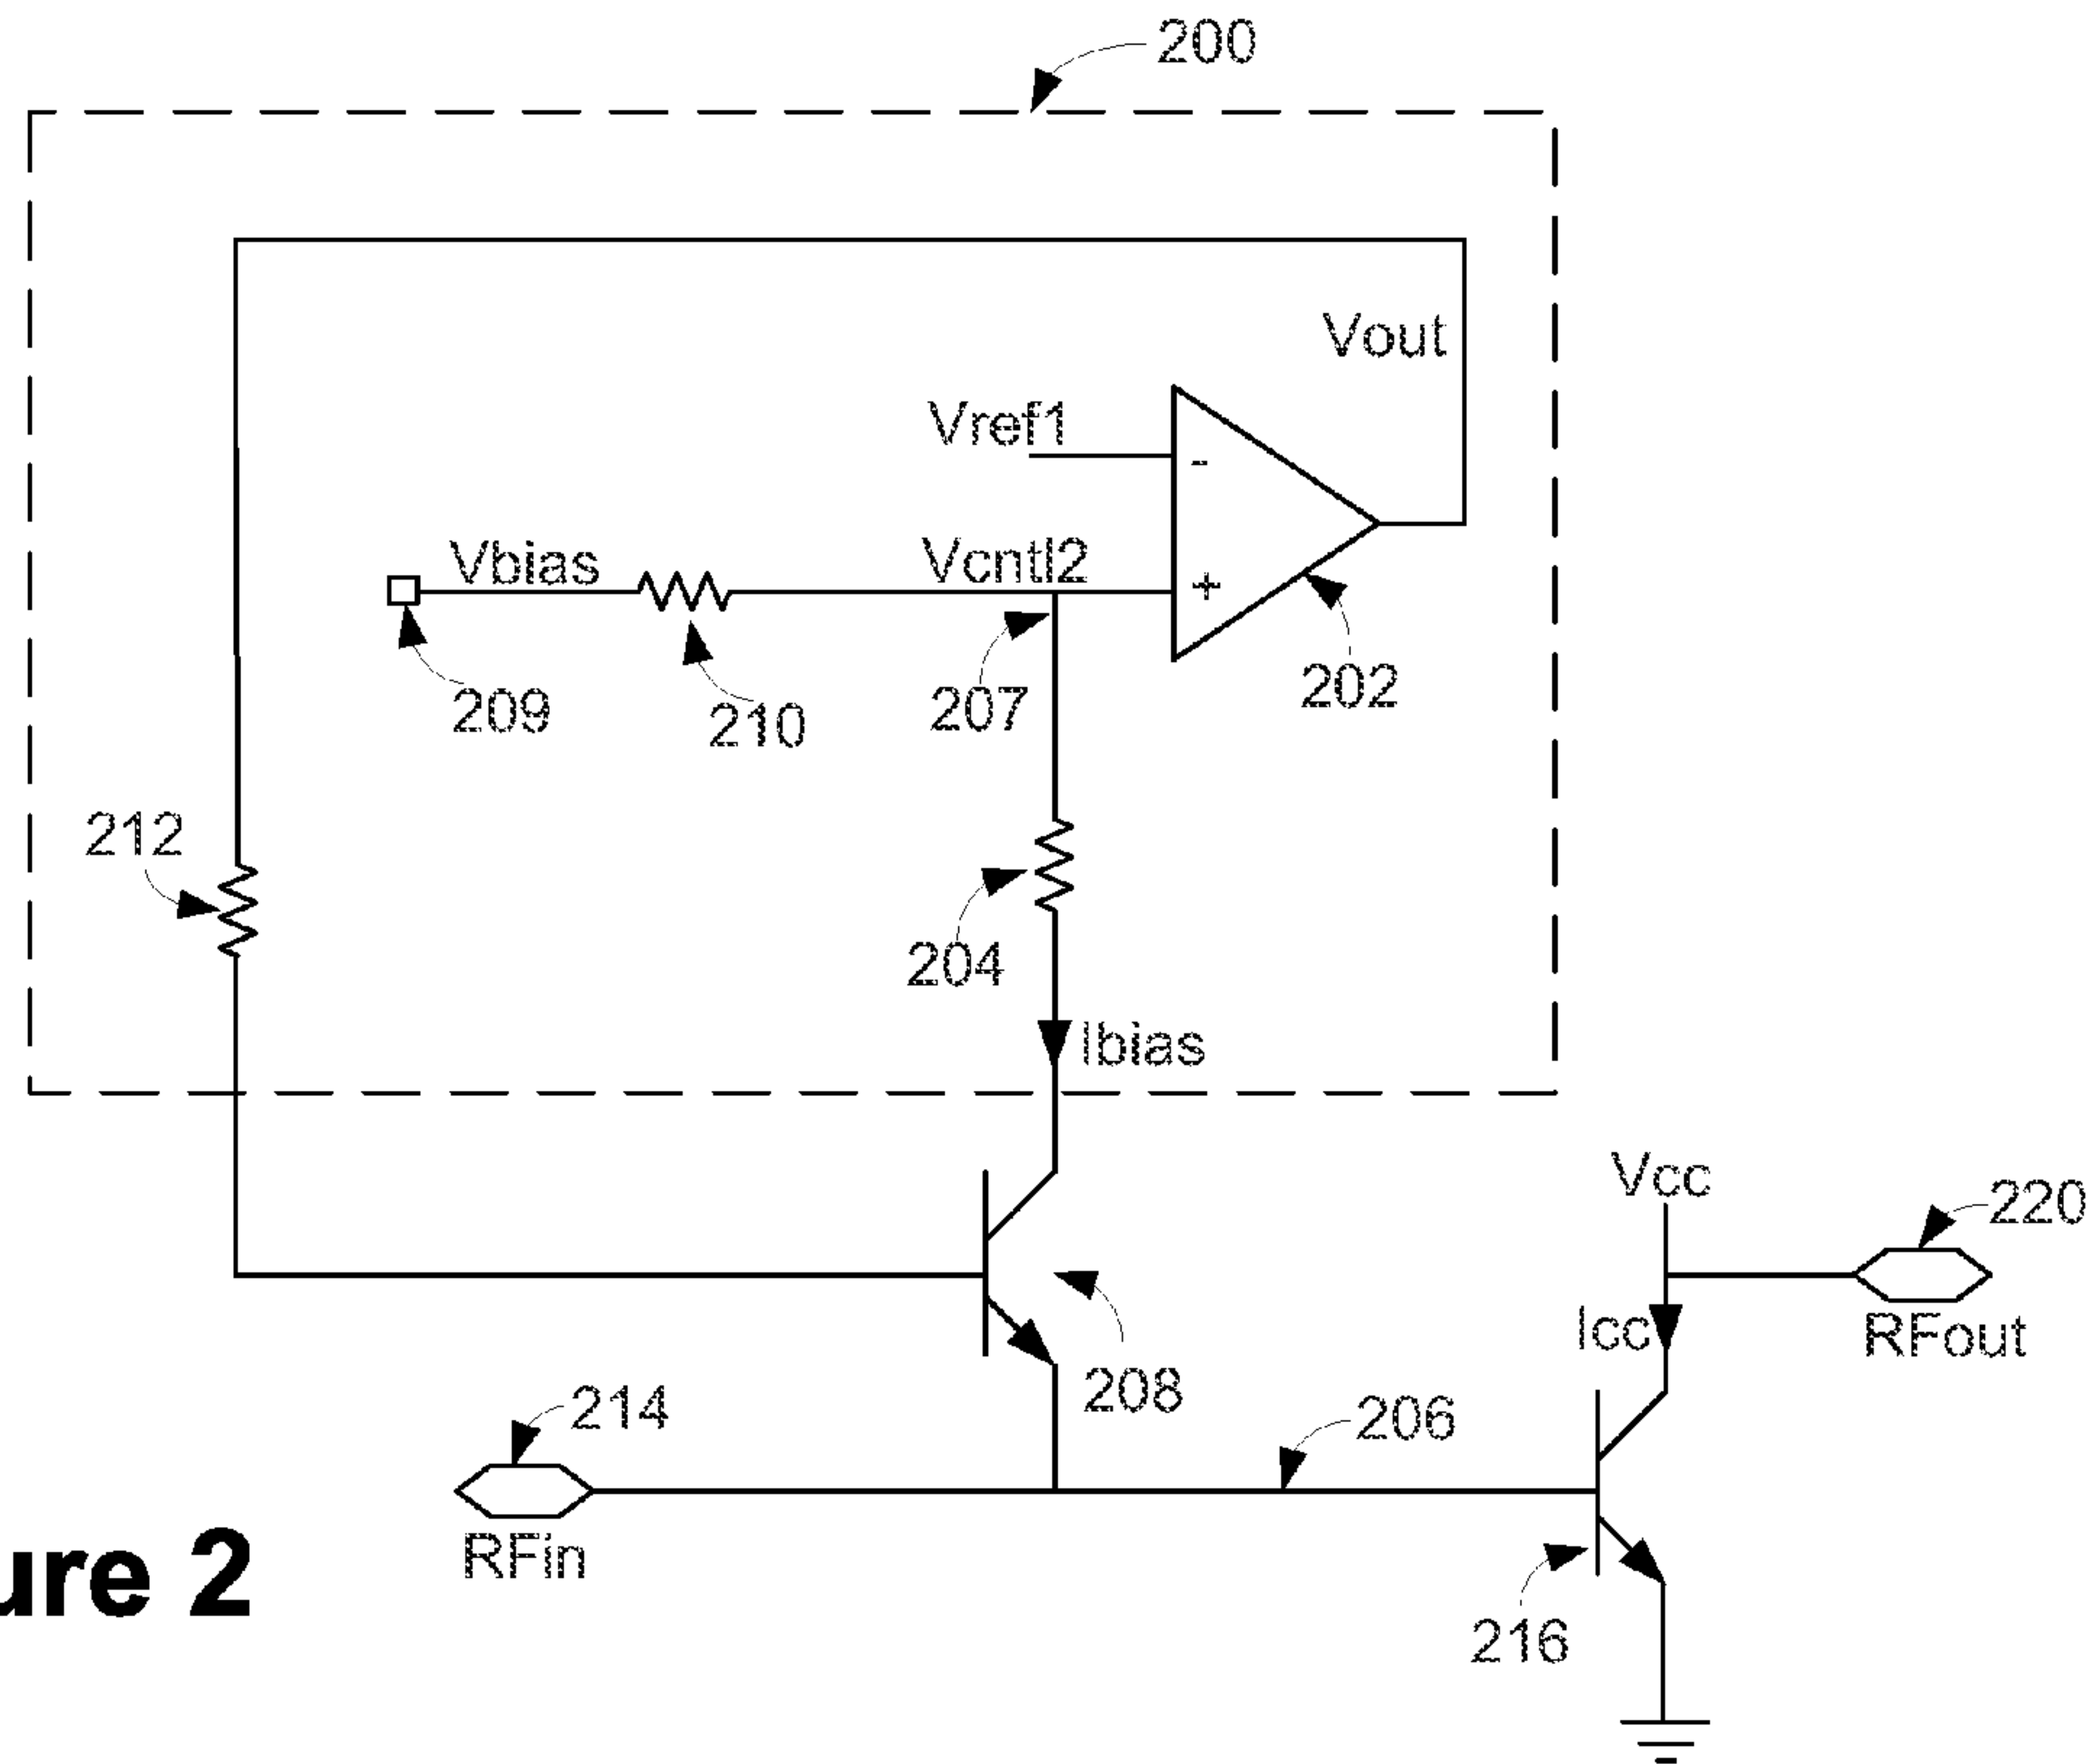 200
Vout
Vref1
-
Vbias
Vcntl2
+
209
210
207
202
212
204
Ibias
Vcc
220
Icc
RFout
208
214
206
RFin
ure 2
216